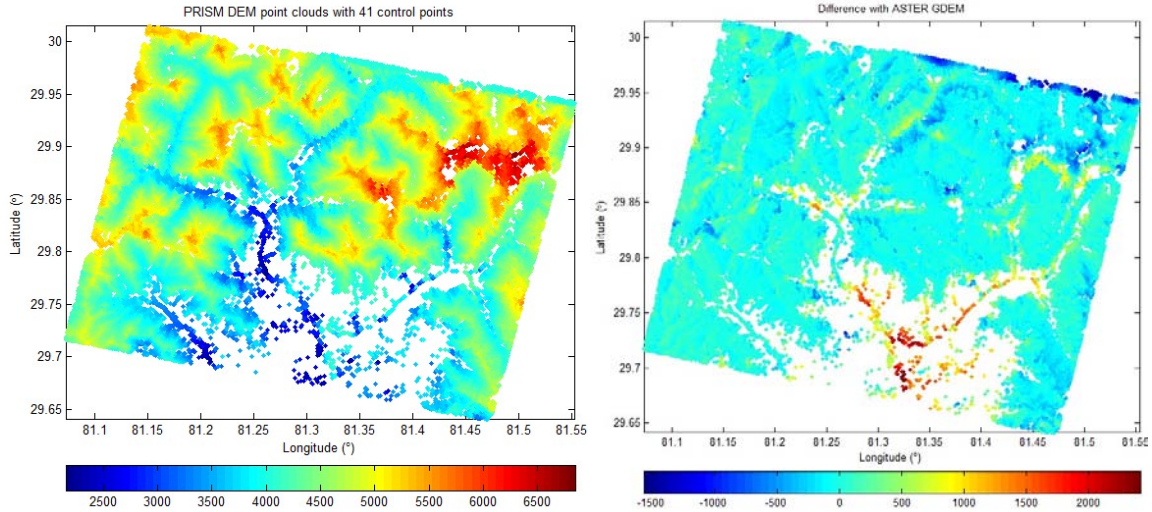 PRISM DEM point clouds with 41 control points
30
29.95
29.9
29.85
29.8
29.75
29.7
29.65
Latitude (°)
81.1 81.15 81.2 81.25 81.3 81.35 81.4 81.45 81.5 81.55
Longitude (°)
2500 3000 3500 4000 4500 5000 5500 6000 6500
Difference with ASTER GDEM
30
29.95
29.9
29.85
29.8
29.75
29.7
29.65
Latitude (°)
81.1 81.15 81.2 81.25 81.3 81.35 81.4 81.45 81.5 81.55
Longitude (°)
-1500 -1000 -500 0 500 1000 1500 2000